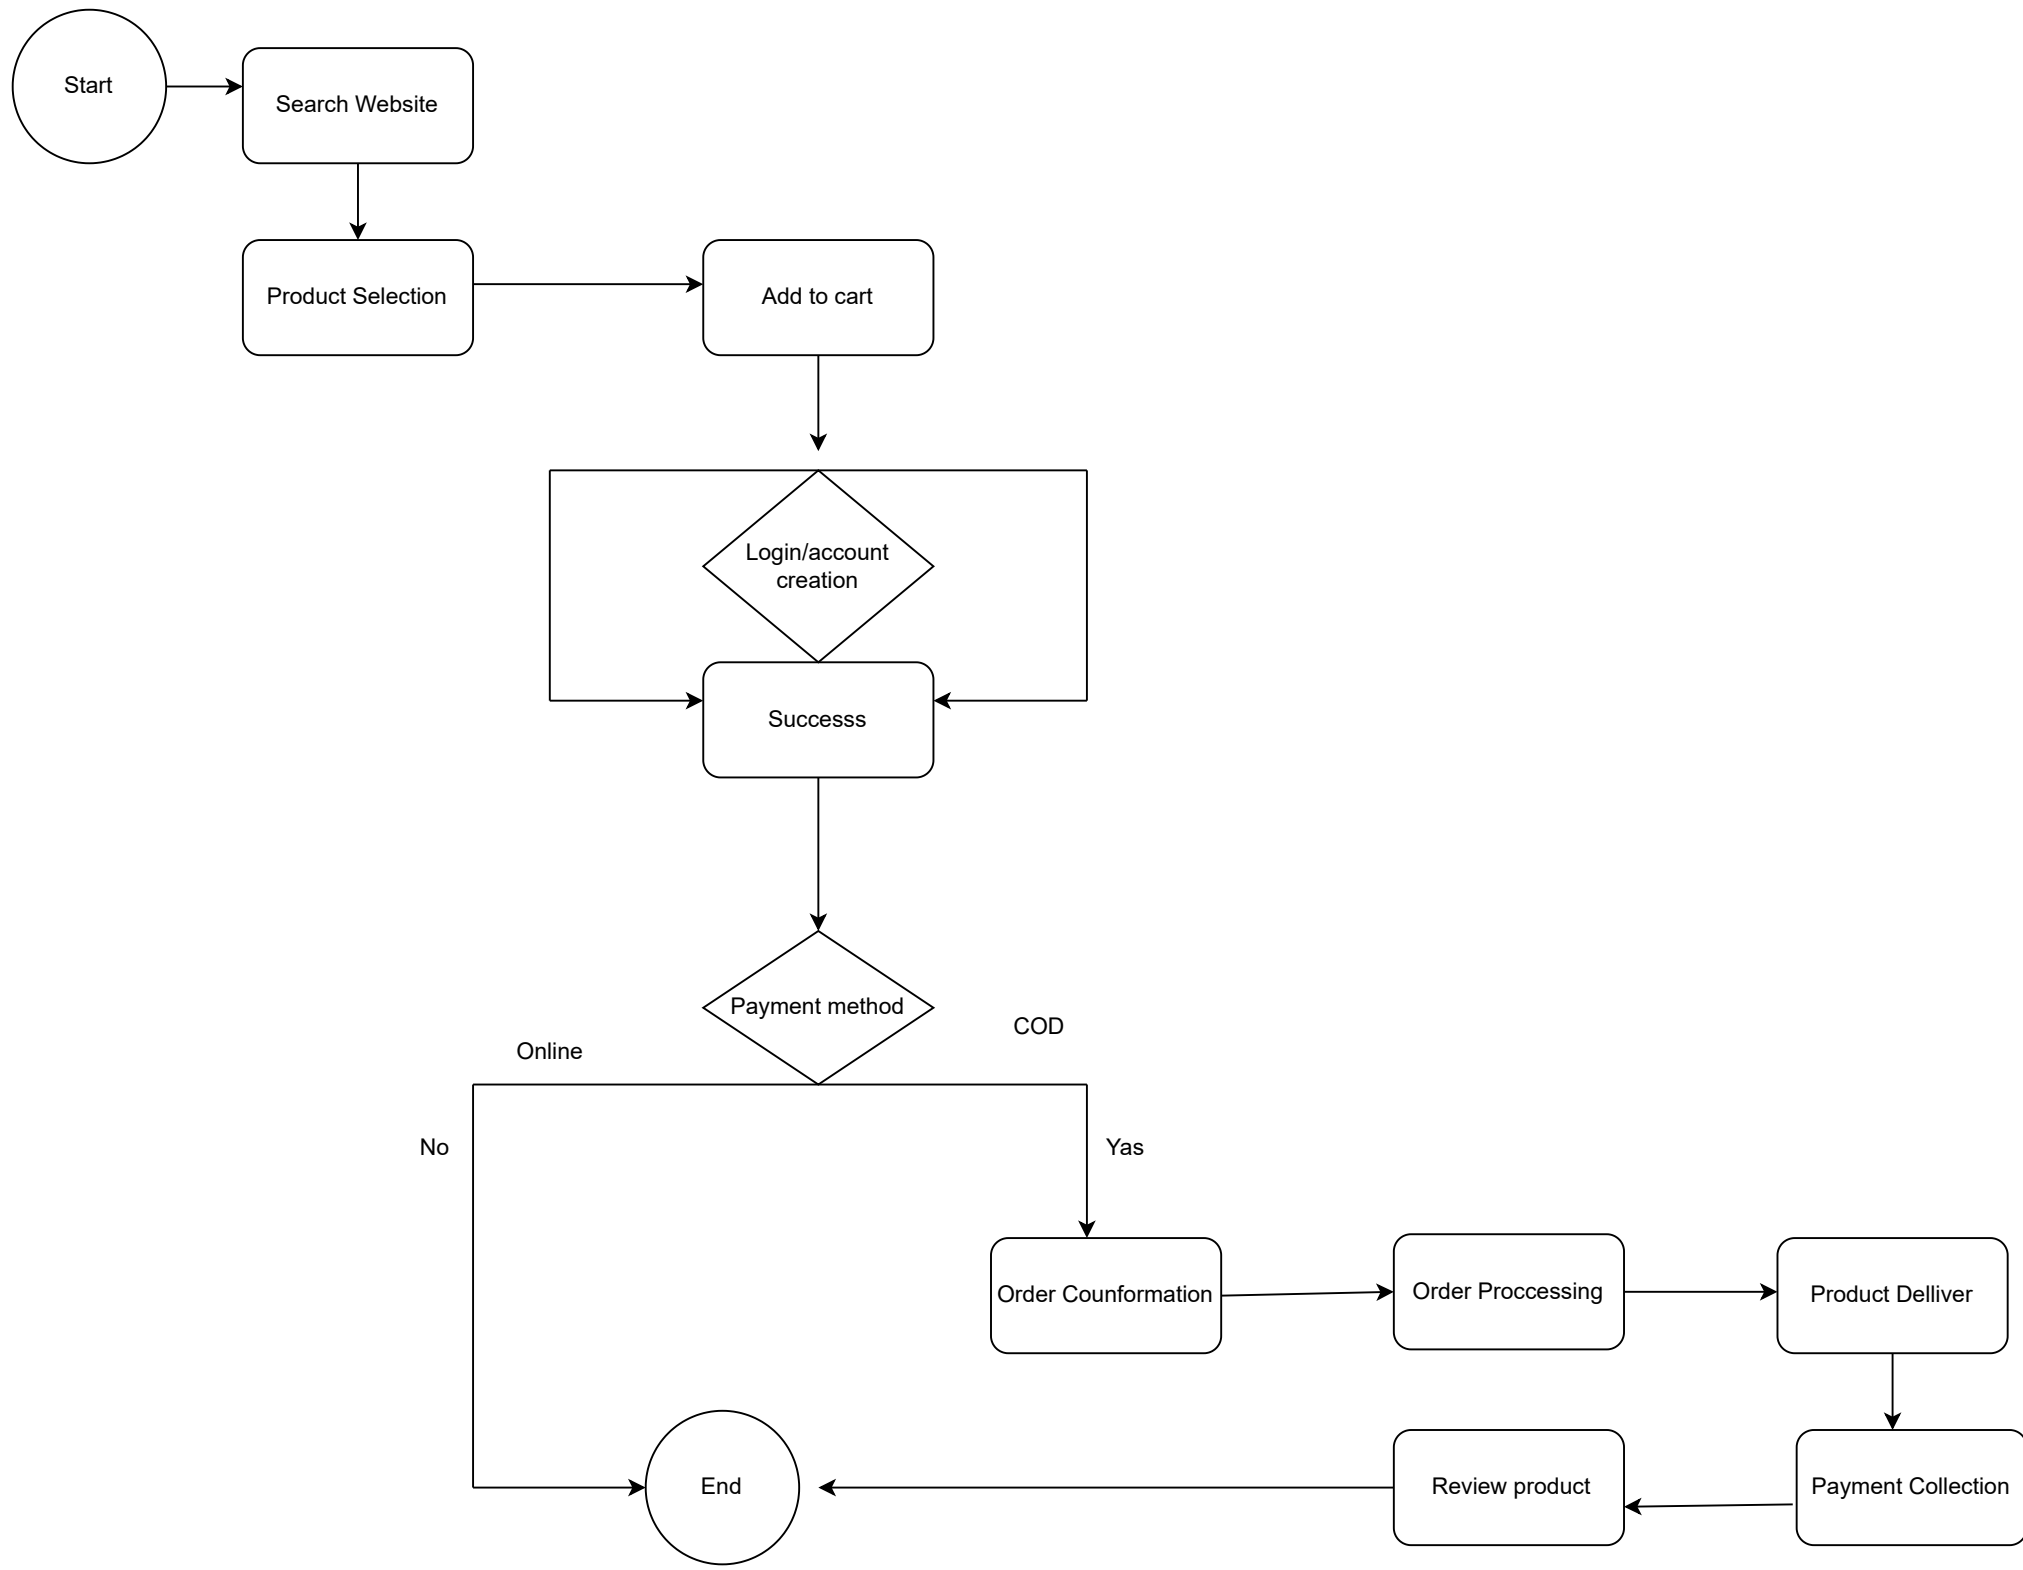 Start
Search Website
Product Selection
Add to cart
Login/account
creation
Successs
Payment method
COD
Online
No
Yas
Order Counformation
Order Proccessing
Product Delliver
End
Review product
Payment Collection